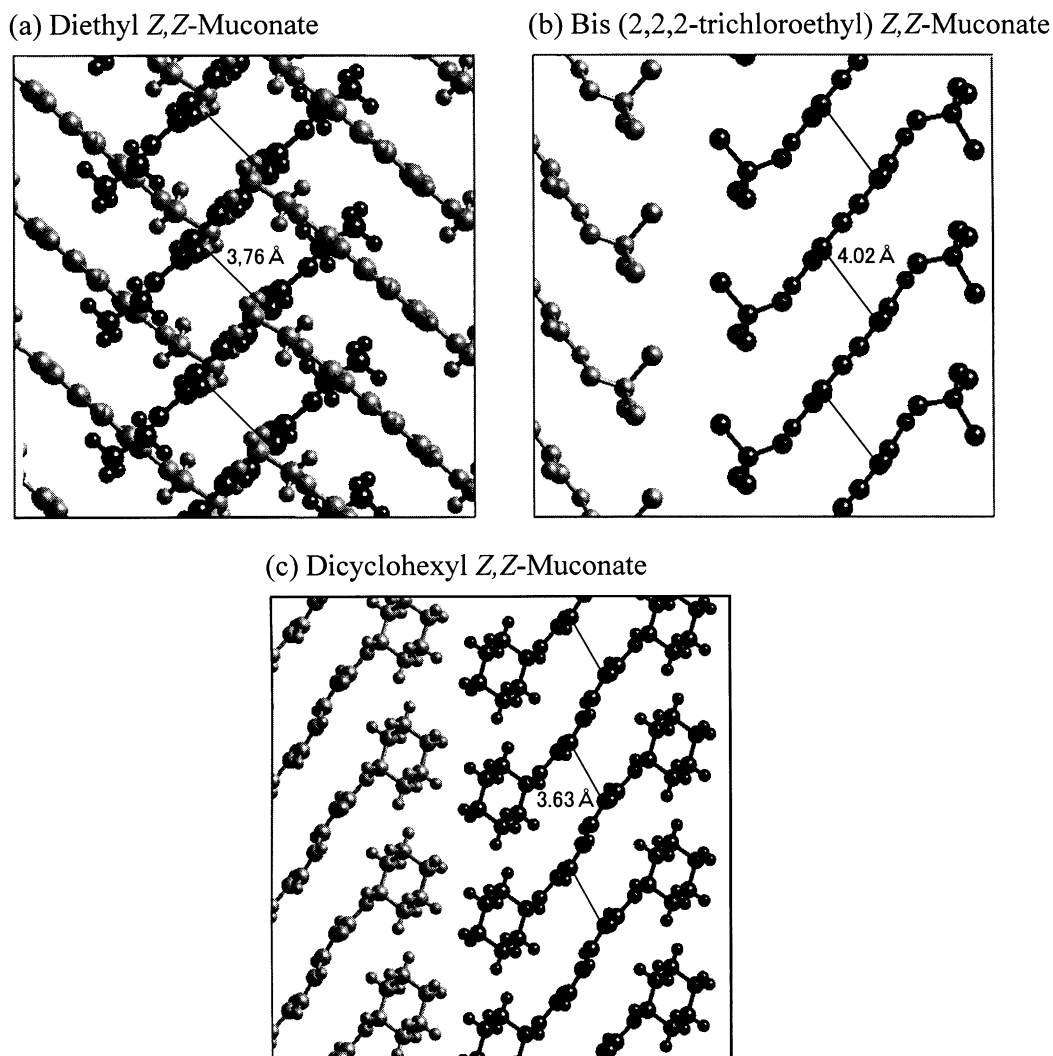 (a) Diethyl Z,Z-Muconate
(b) Bis (2,2,2-trichloroethyl) Z,Z-Muconate
3,76 Å
4.02 Å
(c) Dicyclohexyl Z,Z-Muconate
3.63 Å